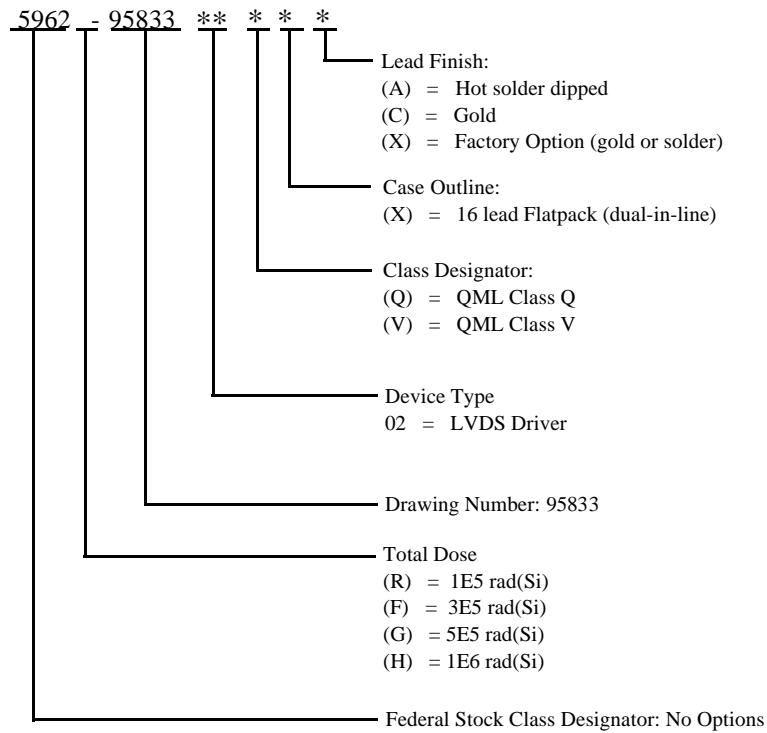 5962 - 95833 ** * * *
Lead Finish:
(A) = Hot solder dipped
(C) = Gold
(X) = Factory Option (gold or solder)
Case Outline:
(X) = 16 lead Flatpack (dual-in-line)
Class Designator:
(Q) = QML Class Q
(V) = QML Class V
Device Type
02 = LVDS Driver
Drawing Number: 95833
Total Dose
(R) = 1E5 rad(Si)
(F) = 3E5 rad(Si)
(G) = 5E5 rad(Si)
(H) = 1E6 rad(Si)
Federal Stock Class Designator: No Options